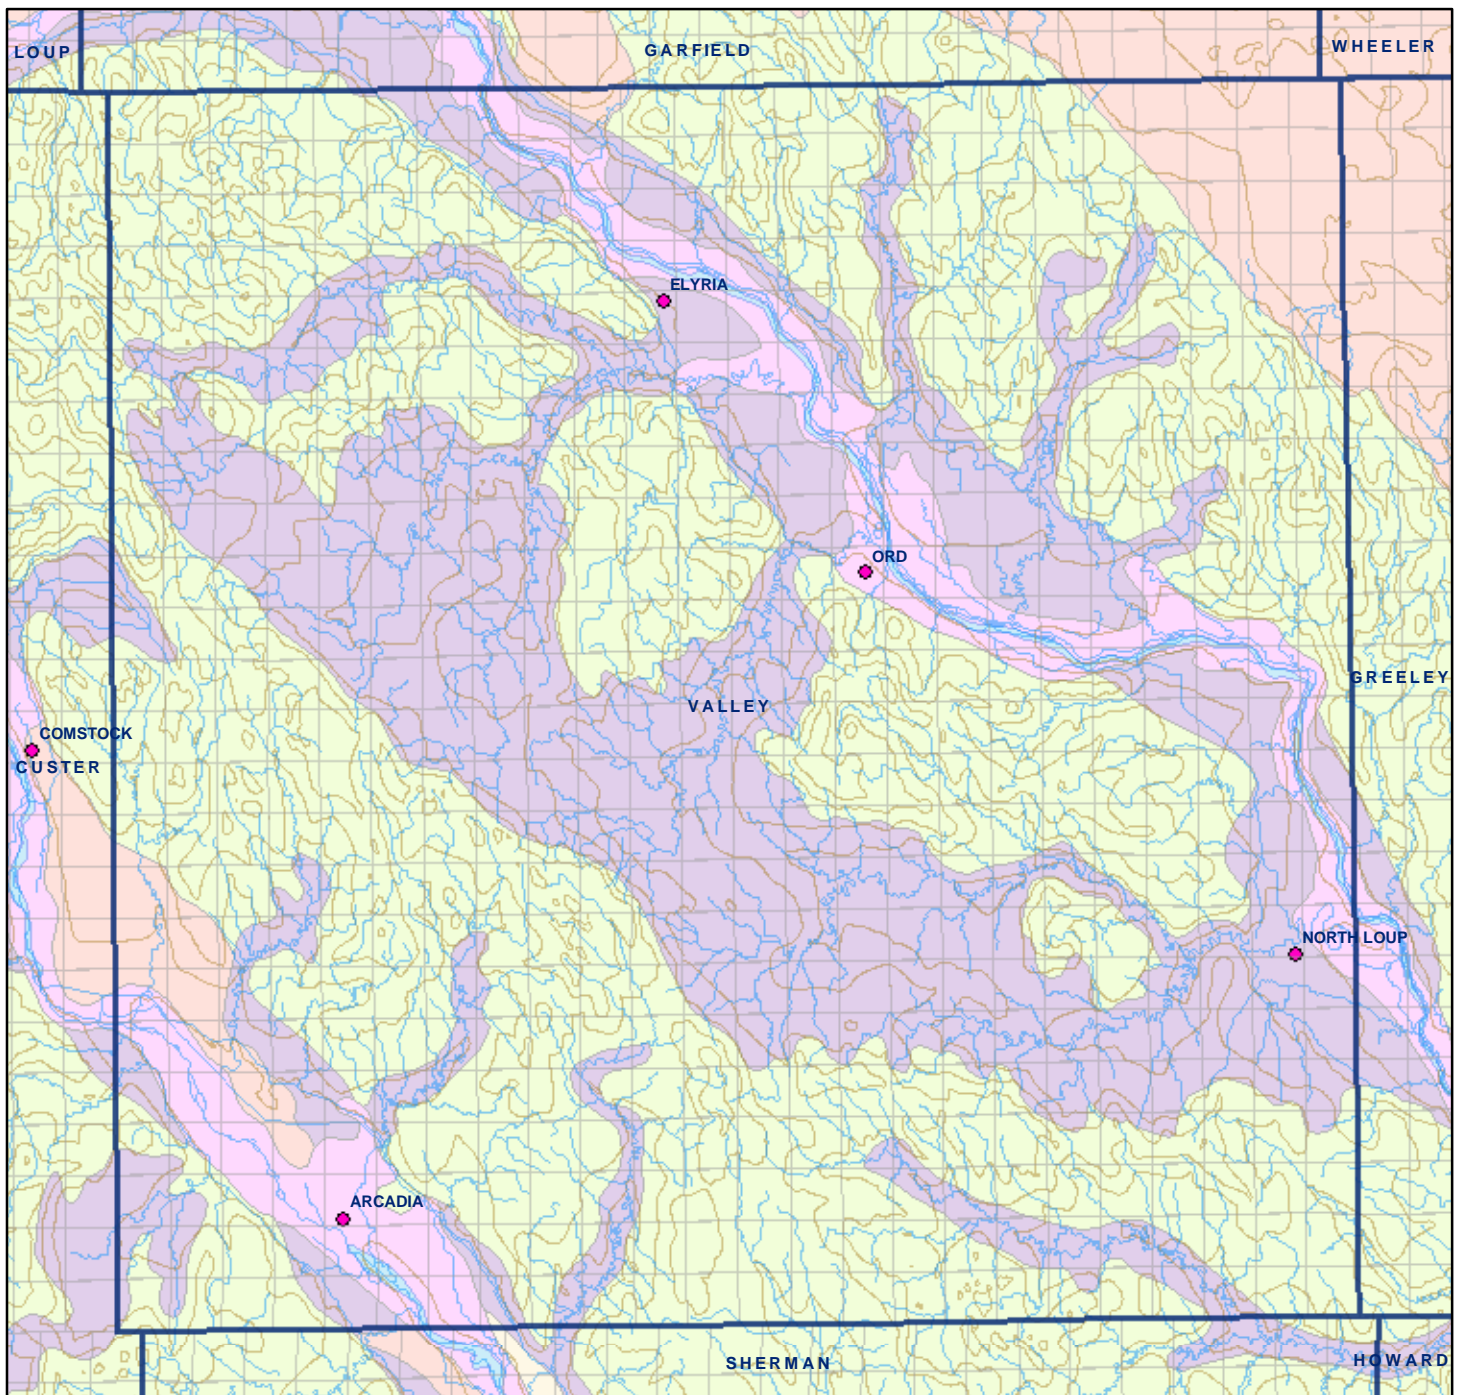 LOUP
GARFIELD
WHEELER
ELYRIA
ORD
GREELEY
VALLEY
COMSTOCK
CUSTER
NORTH LOUP
ARCADIA
SHERMAN
HOWARD